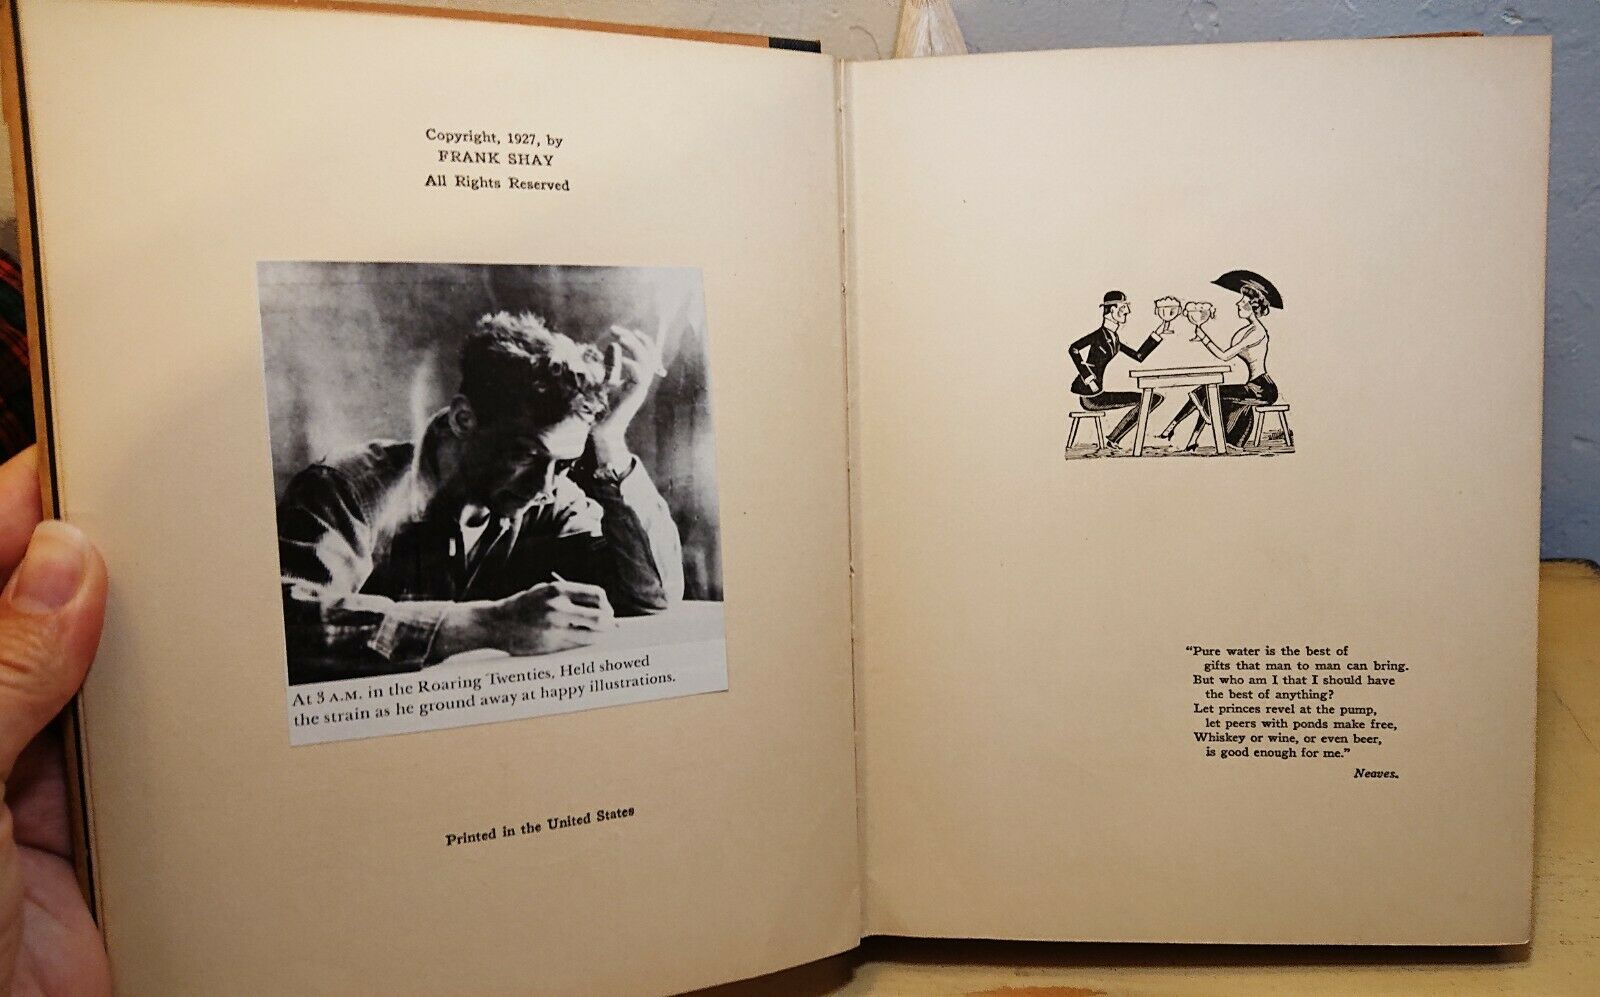 Copyright, 1927, by
FRANK SHAY
All Rights Reserved
At 3 A.M. in the Roaring Twenties, Held showed
the strain as he ground away at happy illustrations.
Printed in the United States
"Pure water is the best of
gifts that man to man can bring.
But who am I that I should have
the best of anything?
Let princes revel at the pump,
let peers with ponds make free,
Whiskey or wine, or even beer,
is good enough for me."
Neaves.